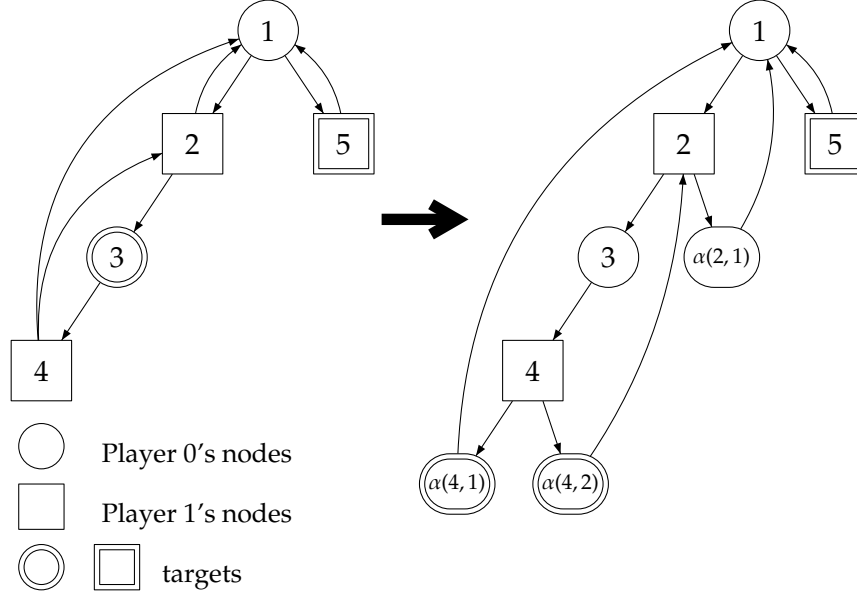 1
2
5
3
4
Player 0's nodes
Player 1's nodes
targets
1
2
5
3
α(2, 1)
4
α(4, 1)
α(4, 2)